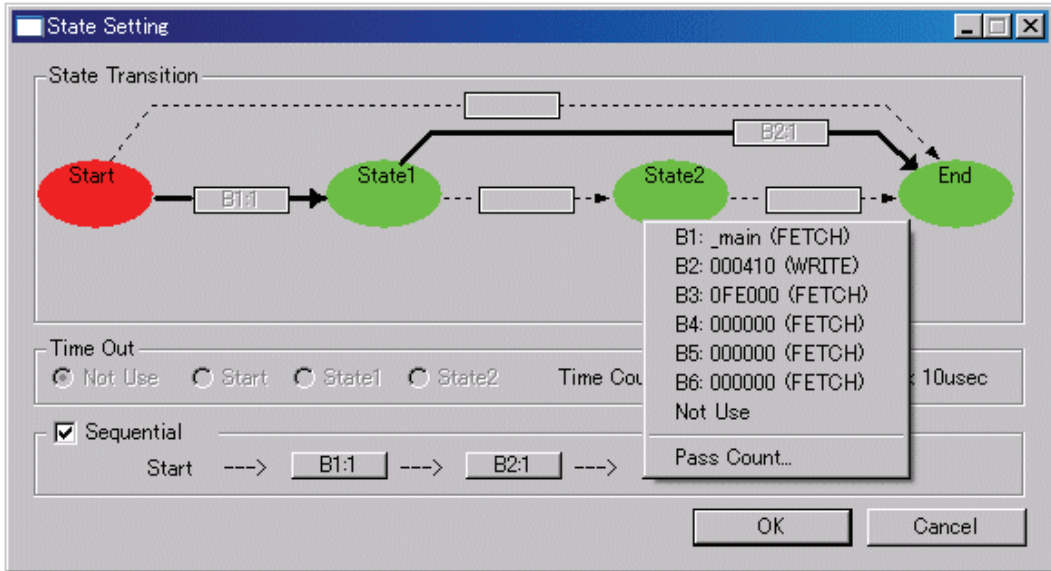 State Setting
State Transition
B2:1
Start
State1
State2
End
B1:1
B1: _main (FETCH)
B2: 000410 (WRITE)
B3: 0FE000 (FETCH)
B4: 000000 (FETCH)
B5: 000000 (FETCH)
B6: 000000 (FETCH)
Not Use
Pass Count...
Time Out
Not Use Start State1 State2 Time 10usec
Sequential
Start ---> B1:1 ---> B2:1 --->
OK Cancel